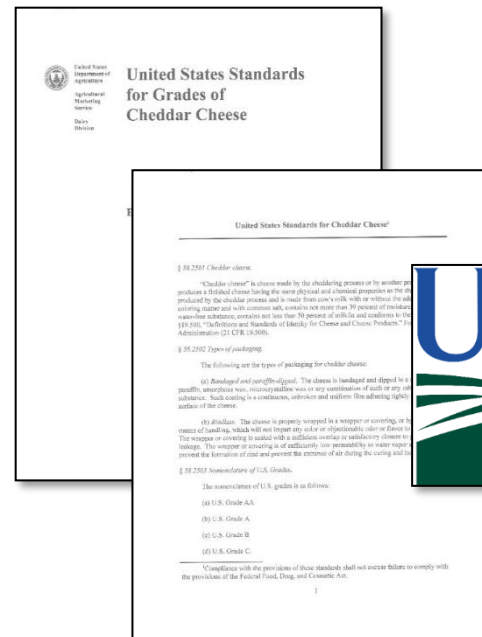 United States
Department of
Agriculture
Agricultural
Marketing
Service
Dairy
Division
United States Standards
for Grades of
Cheddar Cheese
E
United States Standards for Cheddar Cheese¹
§ 58.2501 Cheddar cheese.
"Cheddar cheese" is cheese made by the cheddaring process or by another pro
produces a finished cheese having the same physical and chemical properties as the che
produced by the cheddar process and is made from cow's milk with or without the add
coloring matter and with common salt, contains not more than 39 percent of moisture
water-free substance, contains not less than 50 percent of milkfat and conforms to the
§19.500, "Definitions and Standards of Identity for Cheese and Cheese Products." Fo
Administration (21 CFR 19.500).
§ 58.2502 Types of packaging.
The following are the types of packaging for cheddar cheese:
(a) Bandaged and paraffin-dipped. The cheese is bandaged and dipped in a
paraffin, amorphous wax, microcrystalline wax or any combination of such or any
substance. Such coating is a continuous, unbroken and uniform film adhering tightly
surface of the cheese.
(b) Rindless. The cheese is properly wrapped in a wrapper or covering, or by
means of handling, which will not impart any color or objectionable odor or flavor to
The wrapper or covering is sealed with a sufficient overlap or satisfactory closure to
leakage. The wrapper or covering is of sufficiently low permeability to water vapor
prevent the formation of rind and prevent the entrance of air during the curing and
§ 58.2503 Nomenclature of U.S. Grades.
The nomenclature of U.S. grades is as follows:
(a) U.S. Grade AA
(b) U.S. Grade A
(c) U.S. Grade B
(d) U.S. Grade C.
¹Compliance with the provisions of these standards shall not excuse failure to comply with
the provisions of the Federal Food, Drug, and Cosmetic Act.
1
U